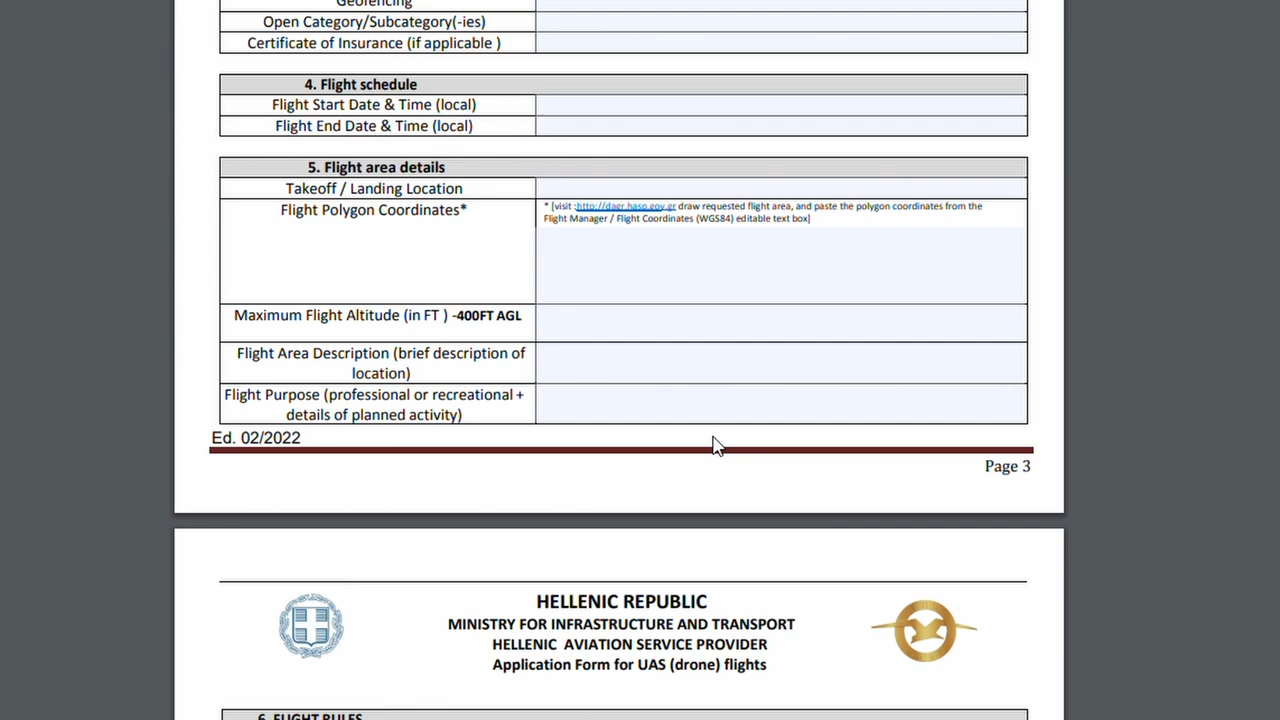 Geofencing
Open Category/Subcategory(-ies)
Certificate of Insurance (if applicable )
4. Flight schedule
Flight Start Date & Time (local)
Flight End Date & Time (local)
5. Flight area details
Takeoff / Landing Location
Flight Polygon Coordinates*
* [visit :http://dagr.hasp.gov.gr draw requested flight area, and paste the polygon coordinates from the
Flight Manager / Flight Coordinates (WGS84) editable text box]
Maximum Flight Altitude (in FT ) -400FT AGL
Flight Area Description (brief description of
location)
Flight Purpose (professional or recreational +
details of planned activity)
Ed. 02/2022
Page 3
HELLENIC REPUBLIC
MINISTRY FOR INFRASTRUCTURE AND TRANSPORT
HELLENIC AVIATION SERVICE PROVIDER
Application Form for UAS (drone) flights
6. FLIGHT RULES